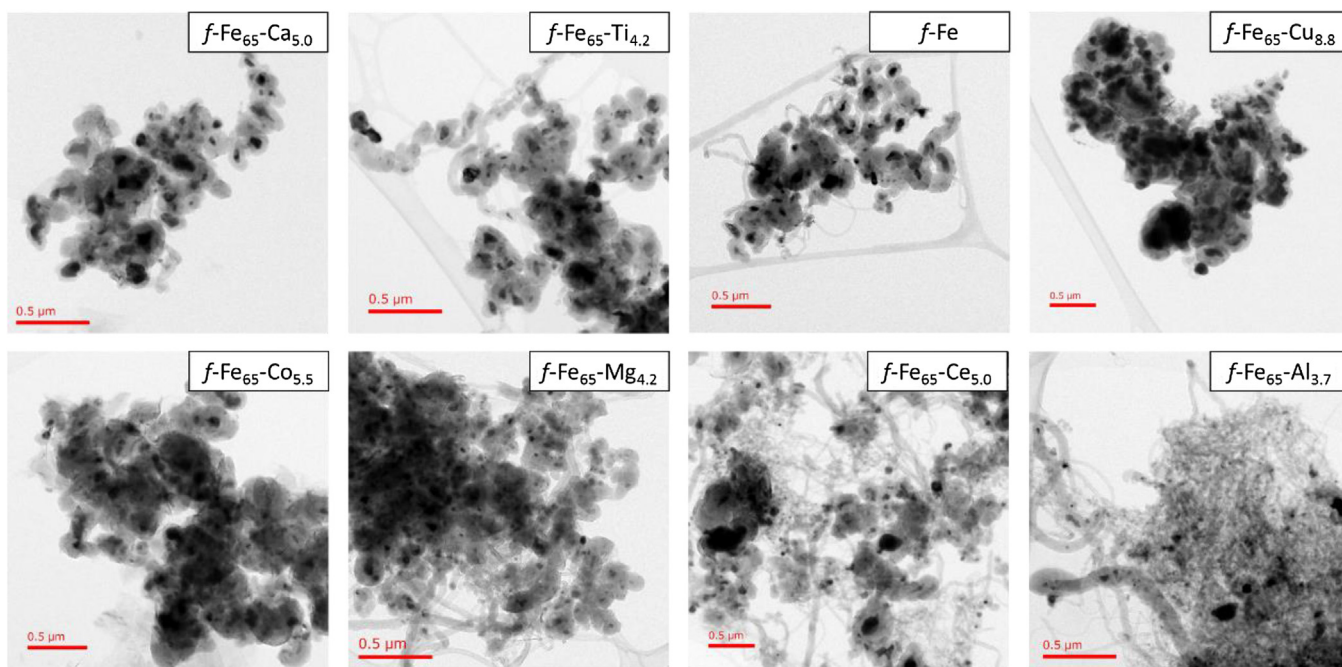 f-Fe₆₅-Ca₅.₀
f-Fe₆₅-Ti₄.₂
f-Fe
f-Fe₆₅-Cu₈.₈
0.5 µm
0.5 µm
0.5 µm
0.5 µm
f-Fe₆₅-Co₅.₅
f-Fe₆₅-Mg₄.₂
f-Fe₆₅-Ce₅.₀
f-Fe₆₅-Al₃.₇
0.5 µm
0.5 µm
0.5 µm
0.5 µm